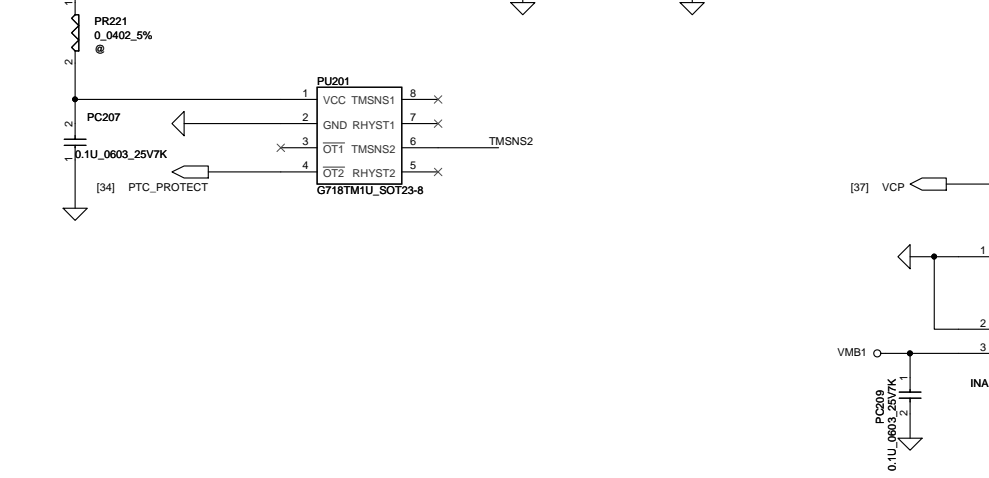 1
PR221
0_0402_5%
@
2
PU201
1 VCC TMSNS1 8
2 GND RHYST1 7
3 OT1 TMSNS2 6 TMSNS2
4 OT2 RHYST2 5
G718TM1U_SOT23-8
2 PC207
0.1U_0603_25V7K
1
[34] PTC_PROTECT
[37] VCP
1
2
VMB1 3
INA
1
PC209
0.1U_0603_25V7K
2